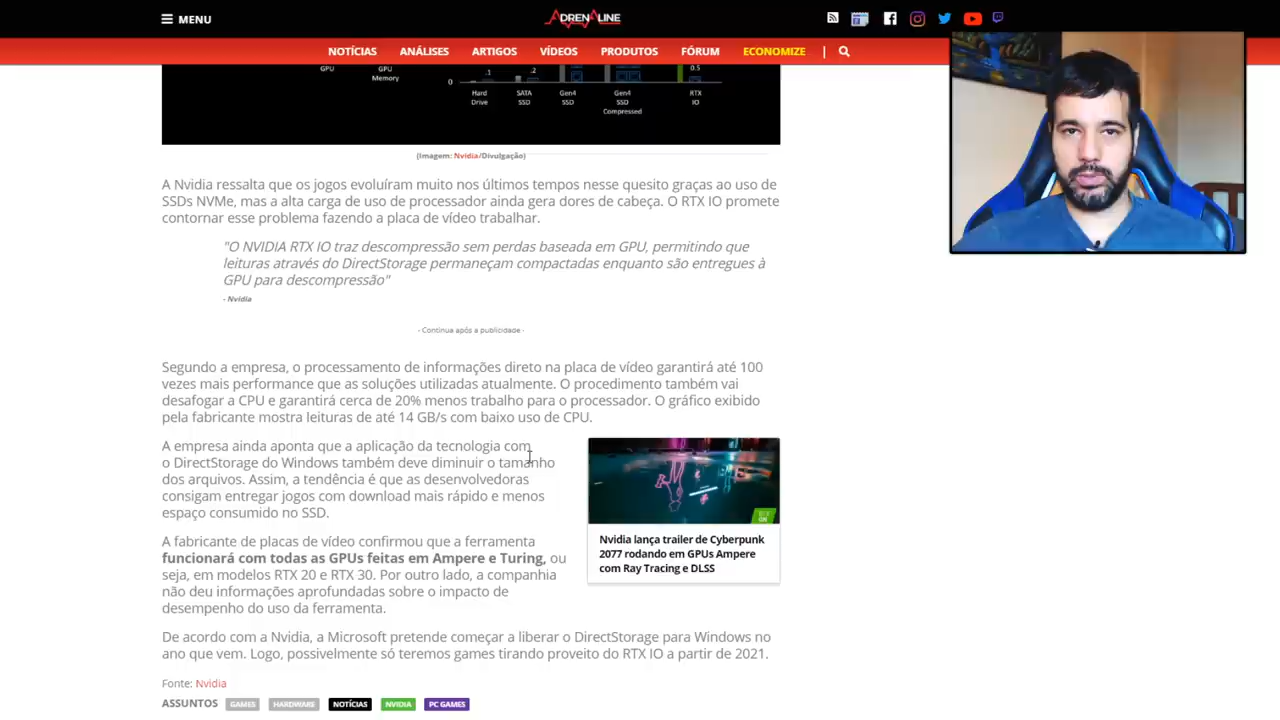 MENU
ADRENALINE
NOTÍCIAS ANÁLISES ARTIGOS VÍDEOS PRODUTOS FÓRUM ECONOMIZE
GPU
GPU
Memory
0
.1
.2
0.5
Hard
Drive
SATA
SSD
Gen4
SSD
Gen4
SSD
Compressed
RTX
IO
(Imagem: Nvidia/Divulgação)
A Nvidia ressalta que os jogos evoluíram muito nos últimos tempos nesse quesito graças ao uso de
SSDs NVMe, mas a alta carga de uso de processador ainda gera dores de cabeça. O RTX IO promete
contornar esse problema fazendo a placa de vídeo trabalhar.
"O NVIDIA RTX IO traz descompressão sem perdas baseada em GPU, permitindo que
leituras através do DirectStorage permaneçam compactadas enquanto são entregues à
GPU para descompressão"
- Nvidia
- Continua após a publicidade -
Segundo a empresa, o processamento de informações direto na placa de vídeo garantirá até 100
vezes mais performance que as soluções utilizadas atualmente. O procedimento também vai
desafogar a CPU e garantirá cerca de 20% menos trabalho para o processador. O gráfico exibido
pela fabricante mostra leituras de até 14 GB/s com baixo uso de CPU.
A empresa ainda aponta que a aplicação da tecnologia com
o DirectStorage do Windows também deve diminuir o tamanho
dos arquivos. Assim, a tendência é que as desenvolvedoras
consigam entregar jogos com download mais rápido e menos
espaço consumido no SSD.
Nvidia lança trailer de Cyberpunk
2077 rodando em GPUs Ampere
com Ray Tracing e DLSS
A fabricante de placas de vídeo confirmou que a ferramenta
funcionará com todas as GPUs feitas em Ampere e Turing, ou
seja, em modelos RTX 20 e RTX 30. Por outro lado, a companhia
não deu informações aprofundadas sobre o impacto de
desempenho do uso da ferramenta.
De acordo com a Nvidia, a Microsoft pretende começar a liberar o DirectStorage para Windows no
ano que vem. Logo, possivelmente só teremos games tirando proveito do RTX IO a partir de 2021.
Fonte: Nvidia
ASSUNTOS GAMES HARDWARE NOTÍCIAS NVIDIA PC GAMES